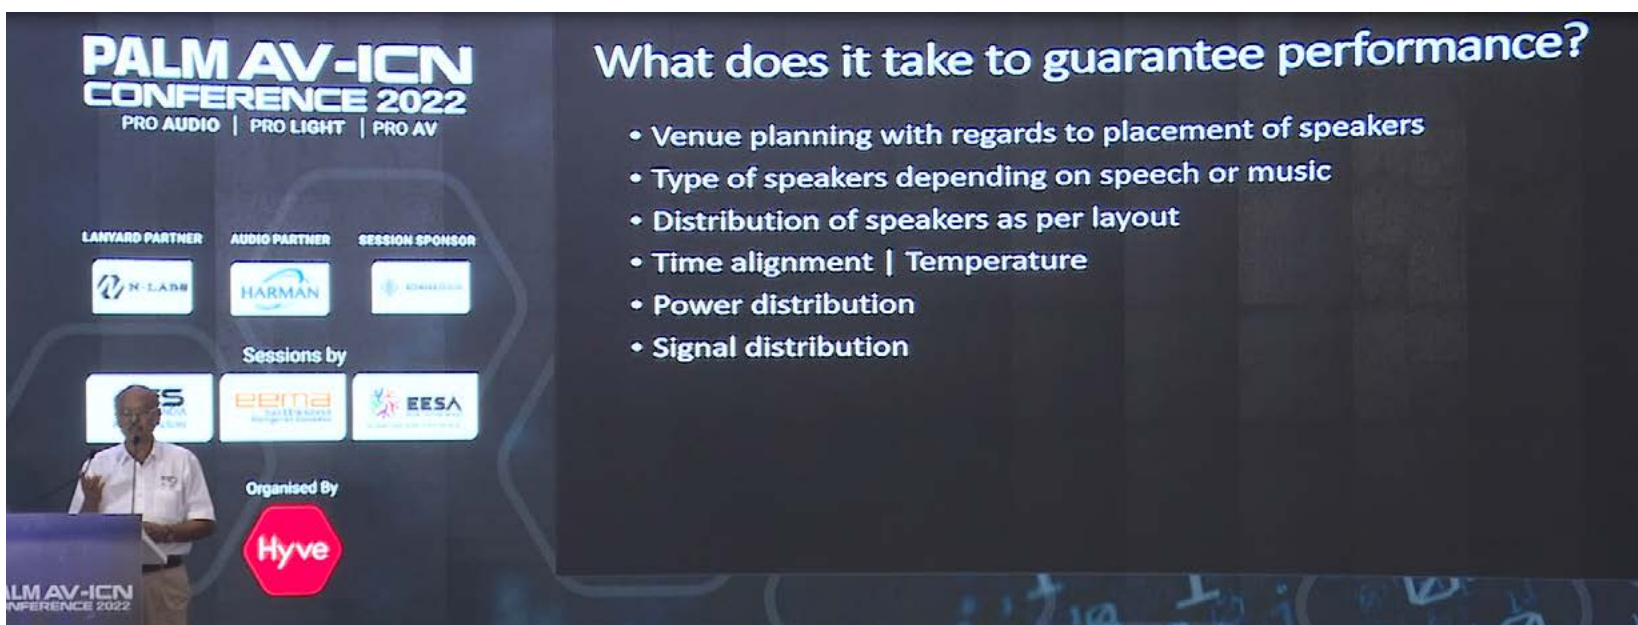 PALM AV-ICN
CONFERENCE 2022
PRO AUDIO | PRO LIGHT | PRO AV
LANYARD PARTNER
AUDIO PARTNER
SESSION SPONSOR
N-LABS
HARMAN
Sessions by
eema
EESA
Organised By
Hyve
What does it take to guarantee performance?
• Venue planning with regards to placement of speakers
• Type of speakers depending on speech or music
• Distribution of speakers as per layout
• Time alignment | Temperature
• Power distribution
• Signal distribution
ALM AV-ICN
NFERENCE 2022